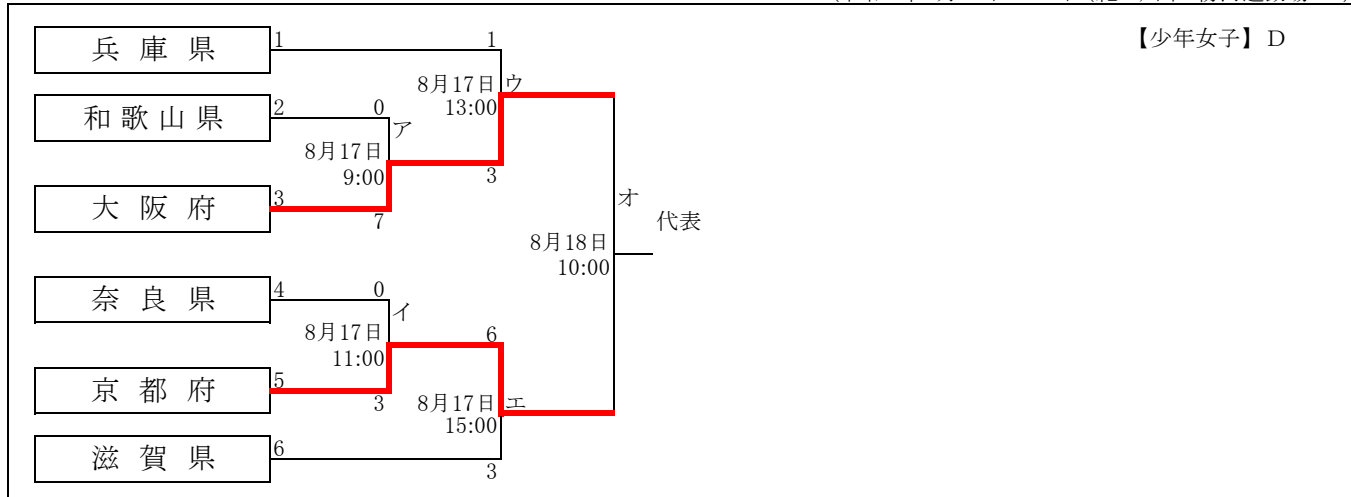 【少年女子】 D
兵 庫 県
1
1
8月17日
ウ
13:00
和 歌 山 県
2
0
ア
8月17日
9:00
3
大 阪 府
3
7
オ
代表
8月18日
10:00
奈 良 県
4
0
イ
8月17日
11:00
6
京 都 府
5
3
8月17日
エ
15:00
滋 賀 県
6
3